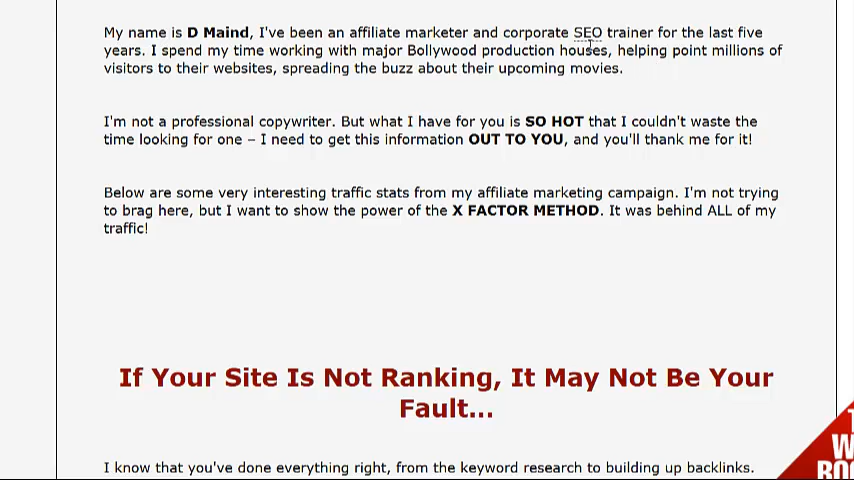 My name is D Maind, I've been an affiliate marketer and corporate SEO trainer for the last five
years. I spend my time working with major Bollywood production houses, helping point millions of
visitors to their websites, spreading the buzz about their upcoming movies.
I'm not a professional copywriter. But what I have for you is SO HOT that I couldn't waste the
time looking for one – I need to get this information OUT TO YOU, and you'll thank me for it!
Below are some very interesting traffic stats from my affiliate marketing campaign. I'm not trying
to brag here, but I want to show the power of the X FACTOR METHOD. It was behind ALL of my
traffic!
If Your Site Is Not Ranking, It May Not Be Your
Fault...
I know that you've done everything right, from the keyword research to building up backlinks.